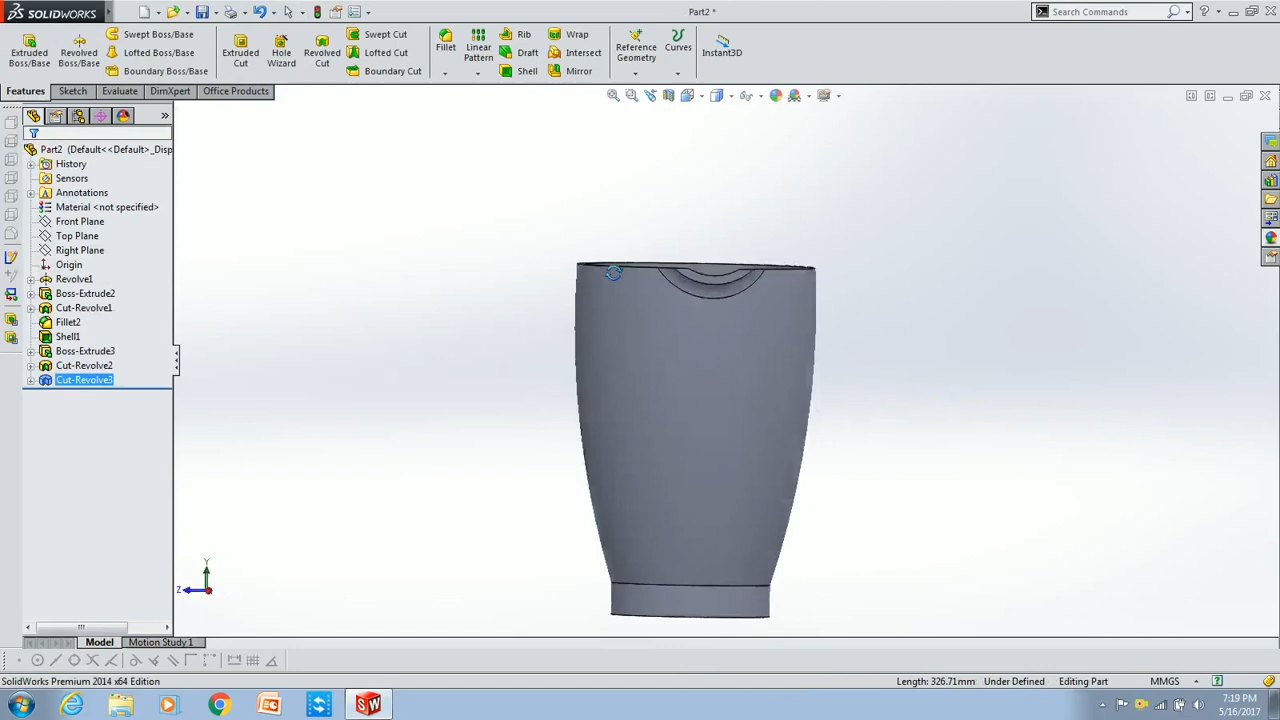 SOLIDWORKS
Part2 *
Search Commands
Extruded Boss/Base
Revolved Boss/Base
Swept Boss/Base
Lofted Boss/Base
Boundary Boss/Base
Extruded Cut
Hole Wizard
Revolved Cut
Swept Cut
Lofted Cut
Boundary Cut
Fillet
Linear Pattern
Rib
Draft
Shell
Wrap
Intersect
Mirror
Reference Geometry
Curves
Instant3D
Features
Sketch
Evaluate
DimXpert
Office Products
Part2 (Default<<Default>_Disp
History
Sensors
Annotations
Material <not specified>
Front Plane
Top Plane
Right Plane
Origin
Revolve1
Boss-Extrude2
Cut-Revolve1
Fillet2
Shell1
Boss-Extrude3
Cut-Revolve2
Cut-Revolve3
Y
Z
Model
Motion Study 1
SolidWorks Premium 2014 x64 Edition
Length: 326.71mm
Under Defined
Editing Part
MMGS
7:19 PM
5/16/2017